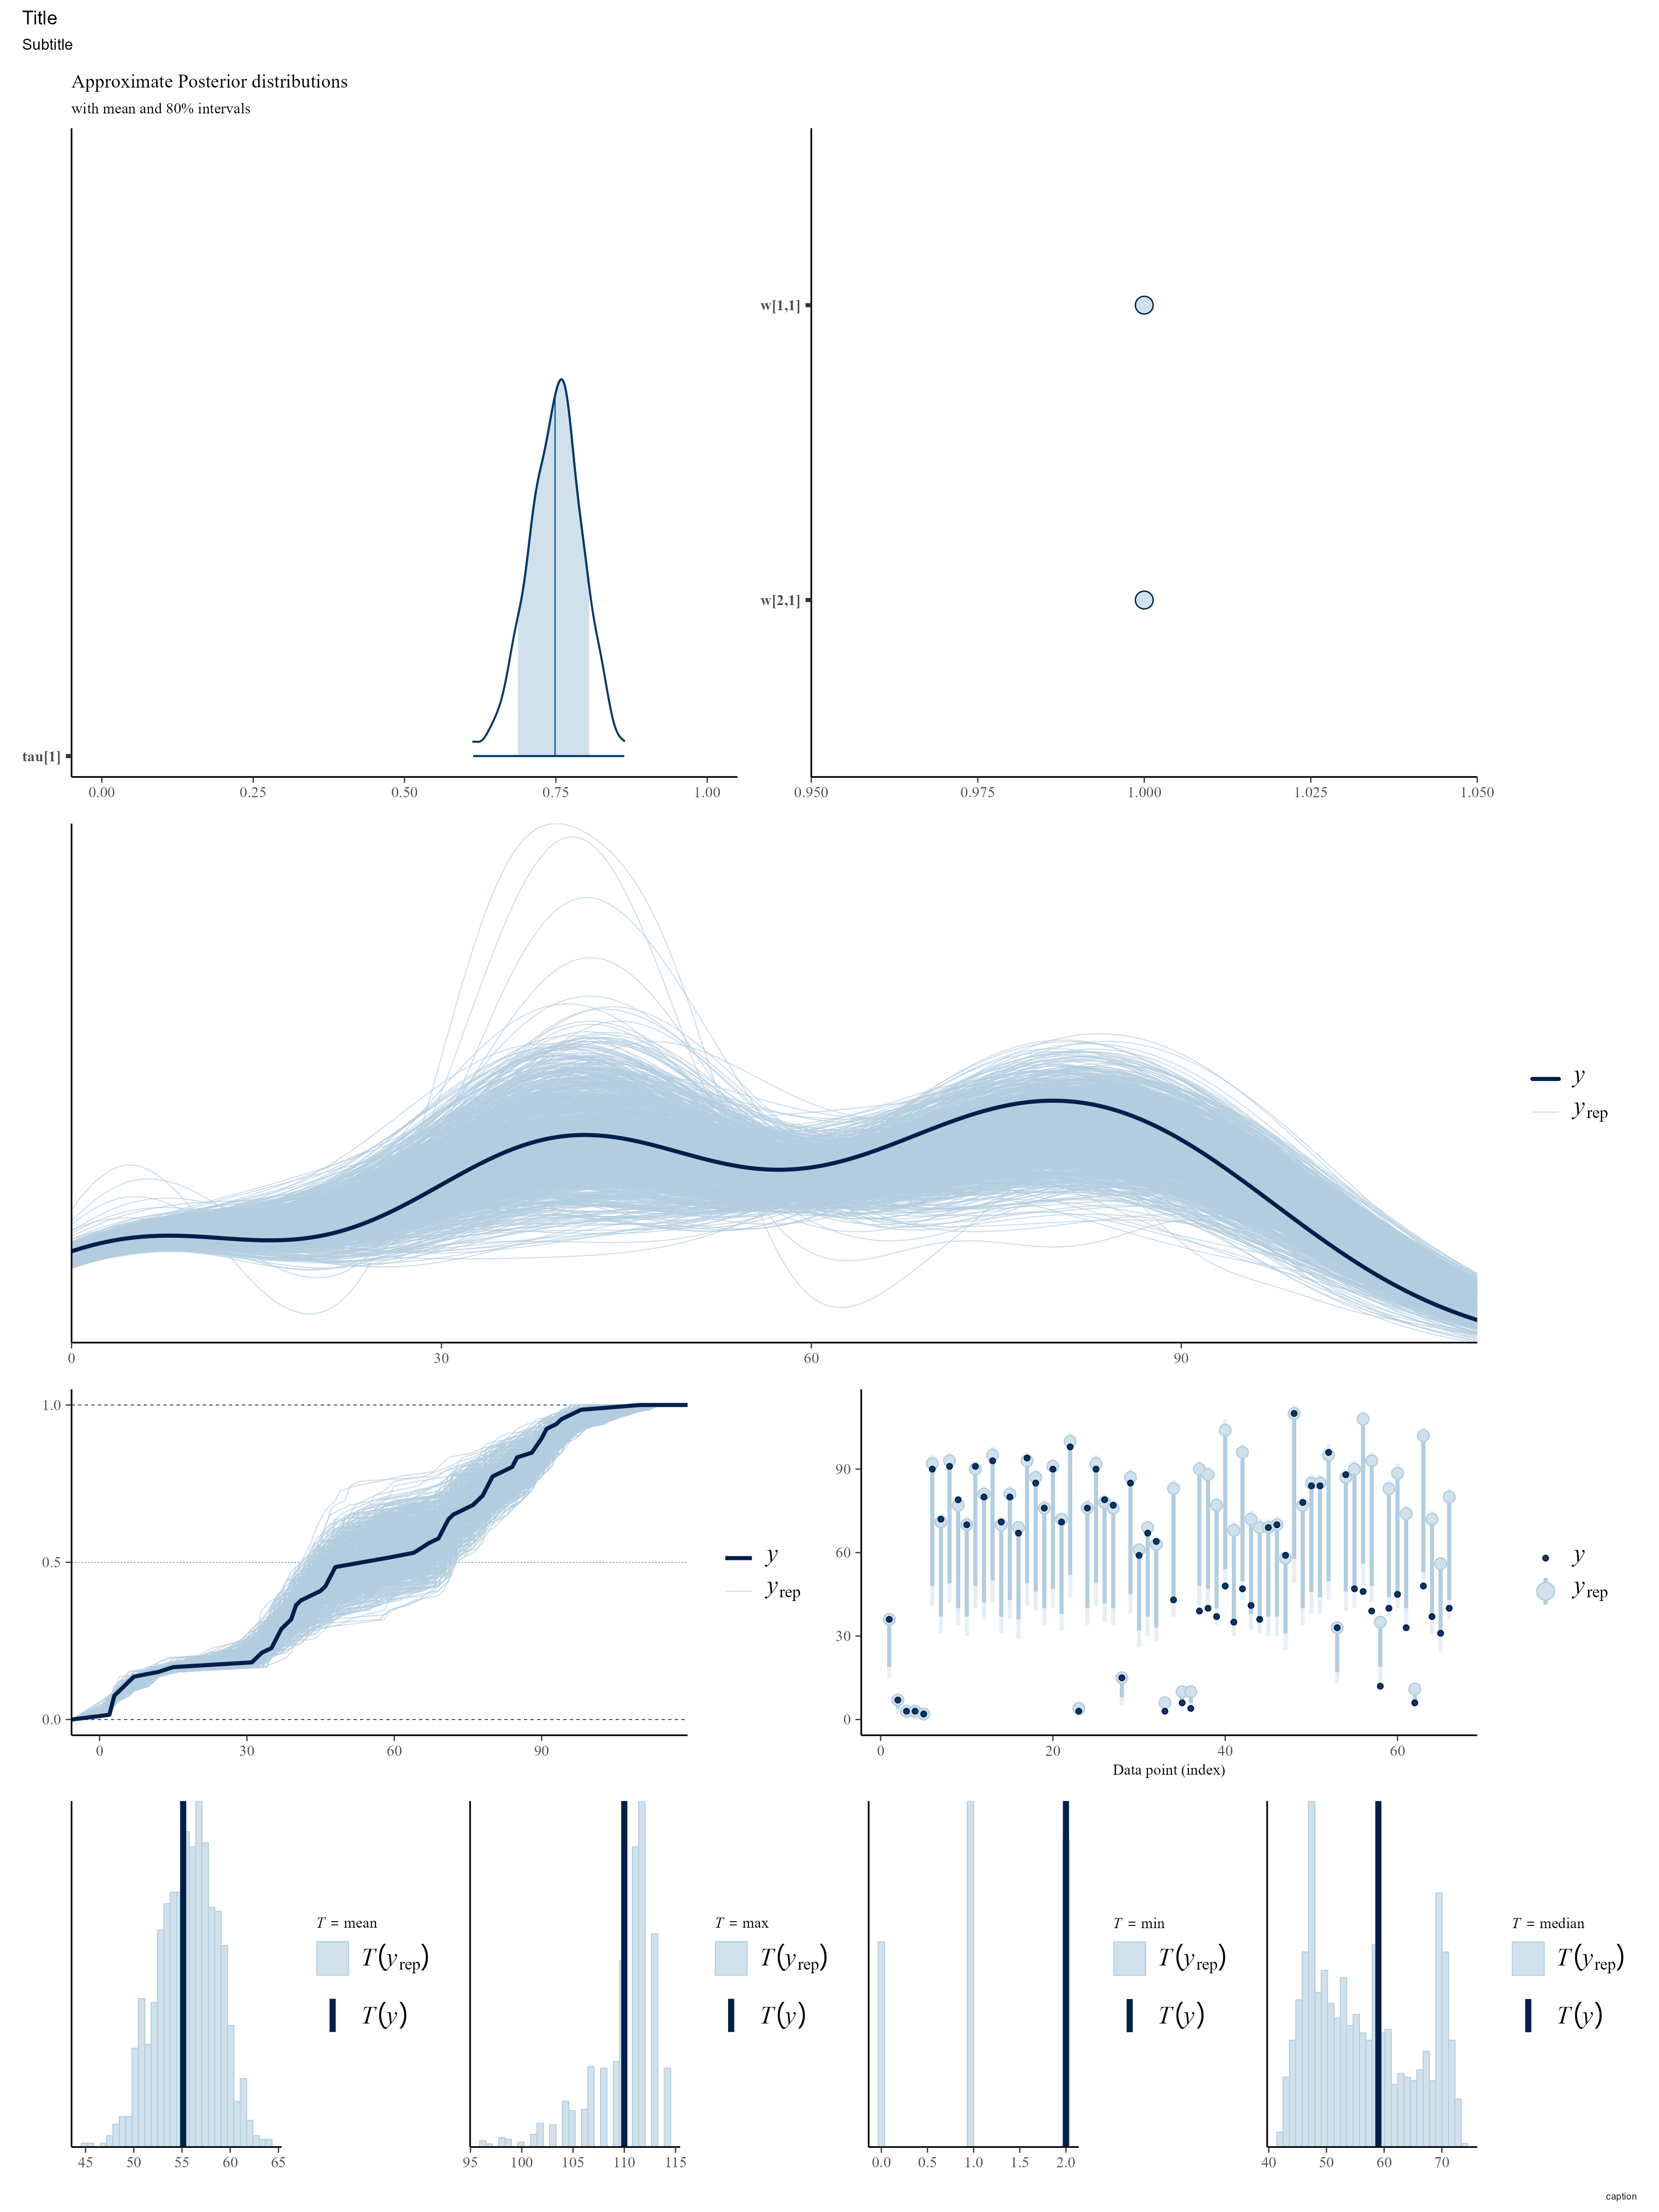 Title
Subtitle
Approximate Posterior distributions
with mean and 80% intervals
tau[1]
0.00 0.25 0.50 0.75 1.00
w[1,1]
w[2,1]
0.950 0.975 1.000 1.025 1.050
y
yrep
0 30 60 90
1.0
0.5
0.0
0 30 60 90
y
yrep
90
60
30
0
0 20 40 60
Data point (index)
y
yrep
T = mean
T(yrep)
T(y)
45 50 55 60 65
T = max
T(yrep)
T(y)
95 100 105 110 115
T = min
T(yrep)
T(y)
0.0 0.5 1.0 1.5 2.0
T = median
T(yrep)
T(y)
40 50 60 70
caption